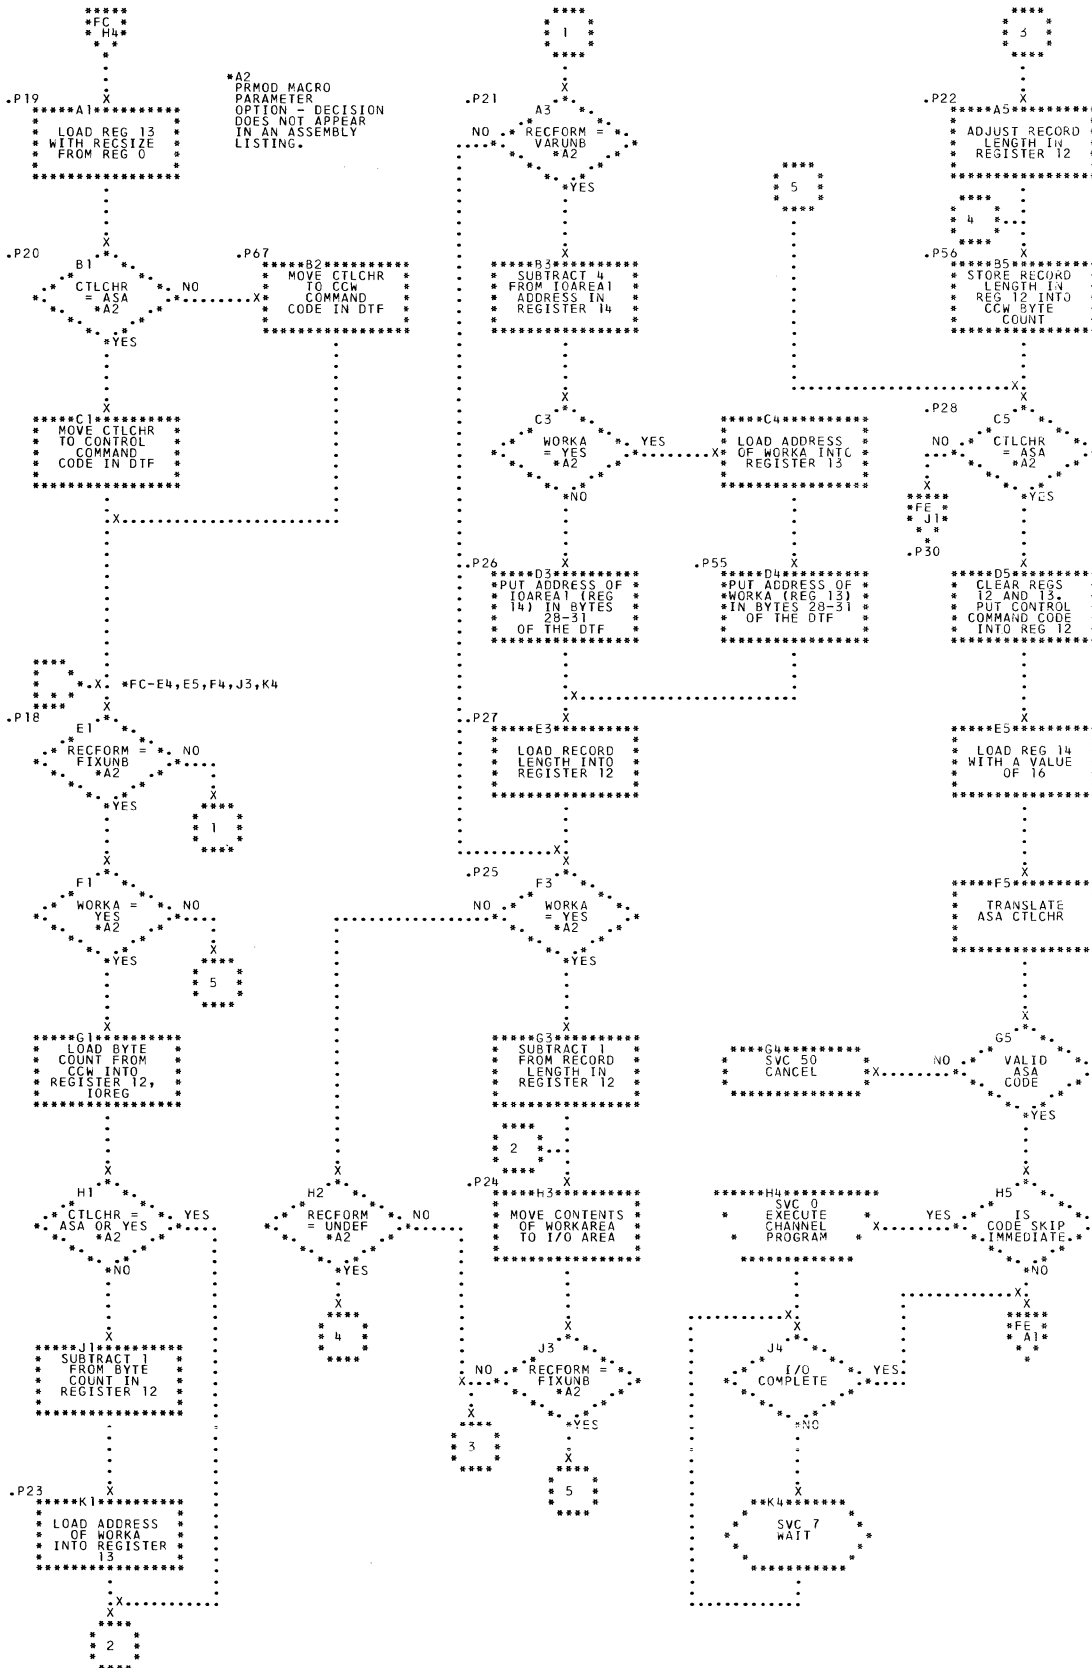 FC
H4
*A2
PRMOD MACRO
PARAMETER
OPTION - DECISION
DOES NOT APPEAR
IN AN ASSEMBLY
LISTING.
.P19
A1
LOAD REG 13
WITH RECSIZE
FROM REG 0
.P20
B1
CTLCHR
= ASA
*A2
NO
YES
.P67
B2
MOVE CTLCHR
TO CCW
COMMAND
CODE IN DTF
C1
MOVE CTLCHR
TO CONTROL
COMMAND
CODE IN DTF
*FC-E4,E5,F4,J3,K4
.P18
E1
RECFORM =
FIXUNB
*A2
NO
YES
1
F1
WORKA =
YES
*A2
NO
YES
5
G1
LOAD BYTE
COUNT FROM
CCW INTO
REGISTER 12,
IOREG
H1
CTLCHR =
ASA OR YES
*A2
YES
NO
J1
SUBTRACT 1
FROM BYTE
COUNT IN
REGISTER 12
.P23
K1
LOAD ADDRESS
OF WORKA
INTO REGISTER
13
2
1
.P21
A3
NO
RECFORM =
VARUNB
*A2
YES
B3
SUBTRACT 4
FROM IOAREA1
ADDRESS IN
REGISTER 14
C3
WORKA
= YES
*A2
YES
NO
C4
LOAD ADDRESS
OF WORKA INTO
REGISTER 13
.P26
D3
PUT ADDRESS OF
IOAREA1 (REG
14) IN BYTES
28-31
OF THE DTF
.P55
D4
PUT ADDRESS OF
WORKA (REG 13)
IN BYTES 28-31
OF THE DTF
.P27
E3
LOAD RECORD
LENGTH INTO
REGISTER 12
.P25
F3
NO
WORKA
= YES
*A2
YES
G3
SUBTRACT 1
FROM RECORD
LENGTH IN
REGISTER 12
2
.P24
H3
MOVE CONTENTS
OF WORKAREA
TO I/O AREA
H2
RECFORM
= UNDEF
*A2
NO
YES
4
J3
NO
RECFORM =
FIXUNB
*A2
YES
3
5
3
.P22
A5
ADJUST RECORD
LENGTH IN
REGISTER 12
5
4
.P56
B5
STORE RECORD
LENGTH IN
REG 12 INTO
CCW BYTE
COUNT
.P28
C5
NO
CTLCHR
= ASA
*A2
YES
FE
J1
.P30
D5
CLEAR REGS
12 AND 13.
PUT CONTROL
COMMAND CODE
INTO REG 12
E5
LOAD REG 14
WITH A VALUE
OF 16
F5
TRANSLATE
ASA CTLCHR
G5
VALID
ASA
CODE
NO
YES
G4
SVC 50
CANCEL
H5
IS
CODE SKIP
IMMEDIATE
YES
NO
H4
SVC 0
EXECUTE
CHANNEL
PROGRAM
FE
A1
J4
I/O
COMPLETE
YES
NO
K4
SVC 7
WAIT